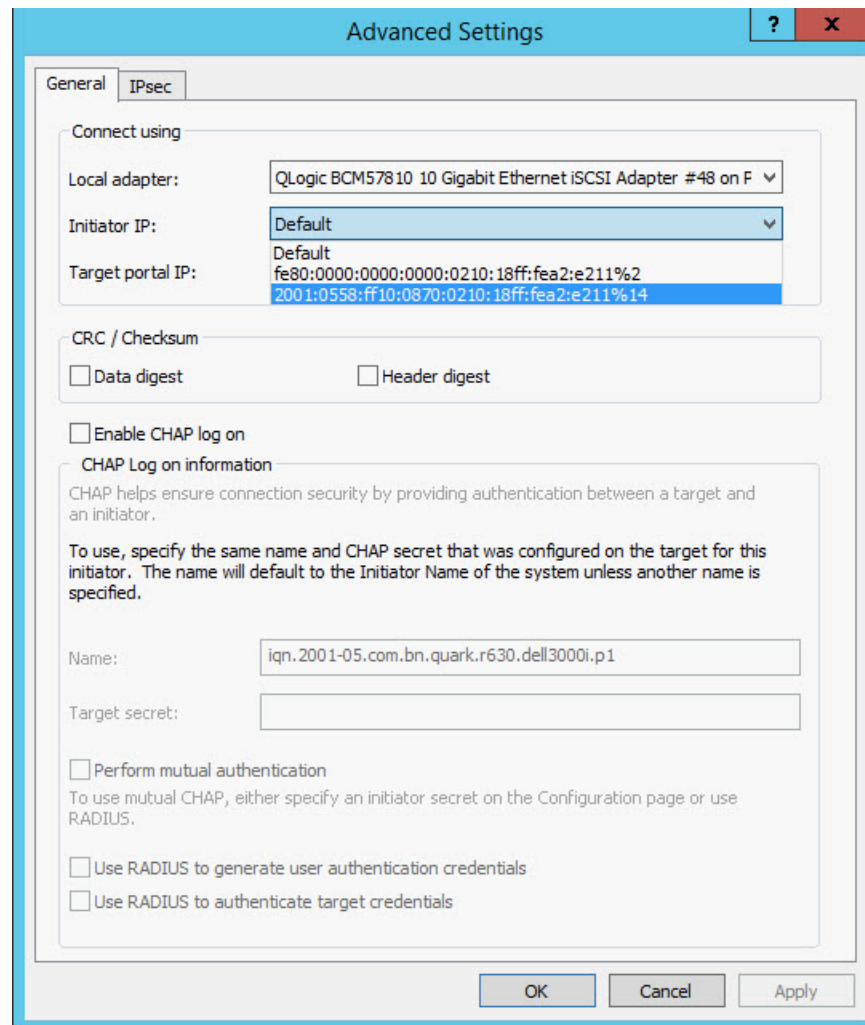 Advanced Settings
?
x
General
IPsec
Connect using
Local adapter:
QLogic BCM57810 10 Gigabit Ethernet iSCSI Adapter #48 on P
Initiator IP:
Default
Default
fe80:0000:0000:0000:0210:18ff:fea2:e211%2
Target portal IP:
2001:0558:ff10:0870:0210:18ff:fea2:e211%14
CRC / Checksum
Data digest
Header digest
Enable CHAP log on
CHAP Log on information
CHAP helps ensure connection security by providing authentication between a target and
an initiator.
To use, specify the same name and CHAP secret that was configured on the target for this
initiator. The name will default to the Initiator Name of the system unless another name is
specified.
Name:
iqn.2001-05.com.bn.quark.r630.dell3000i.p1
Target secret:
Perform mutual authentication
To use mutual CHAP, either specify an initiator secret on the Configuration page or use
RADIUS.
Use RADIUS to generate user authentication credentials
Use RADIUS to authenticate target credentials
OK
Cancel
Apply